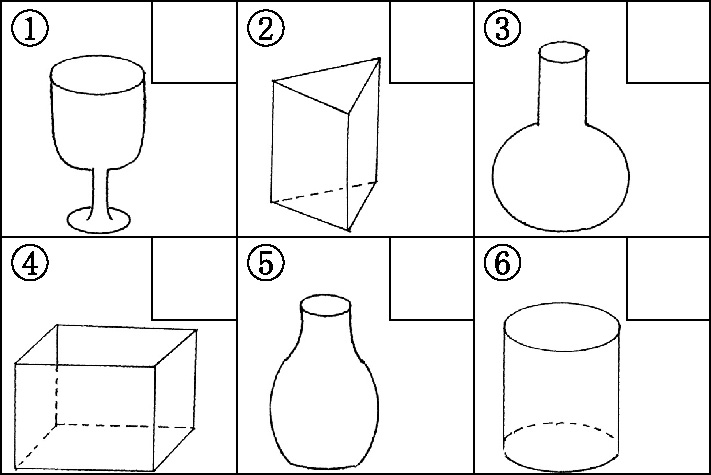 ① ② ③
④ ⑤ ⑥